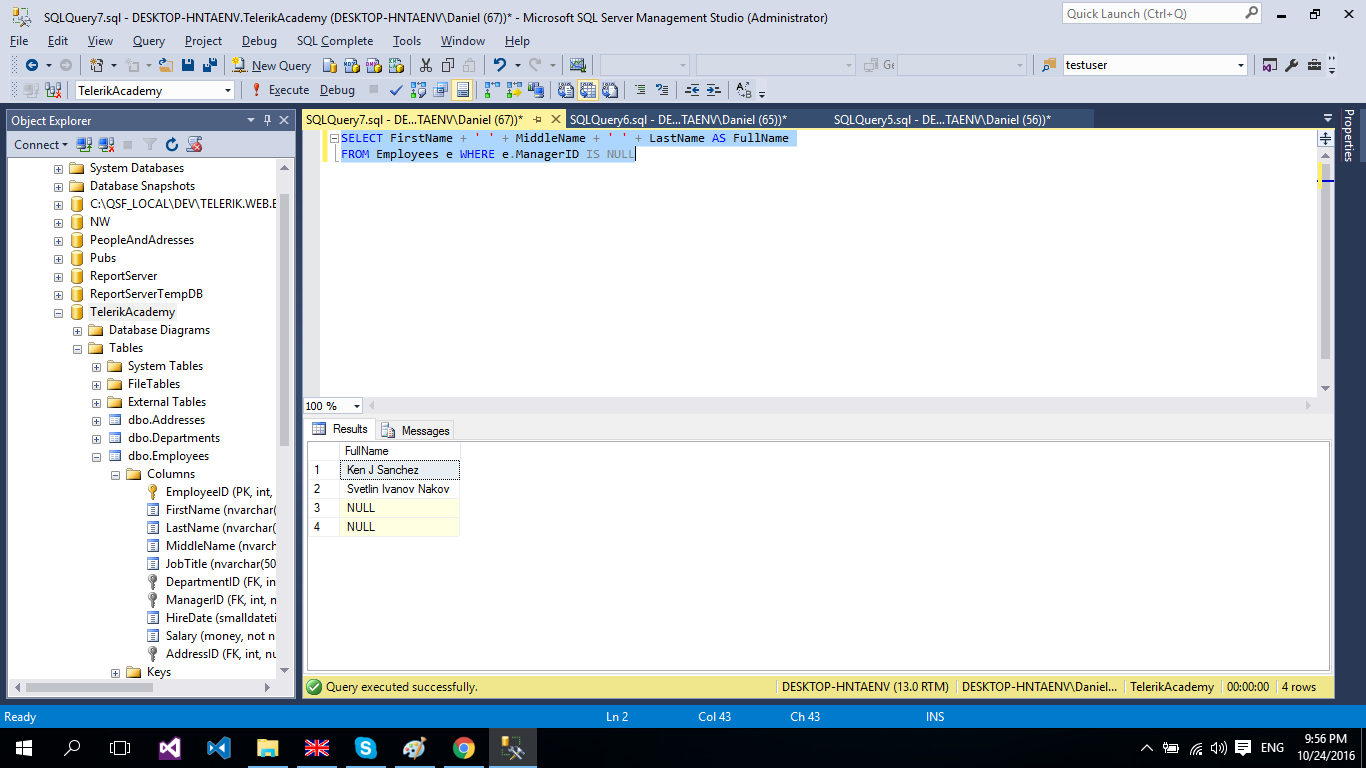 SQLQuery7.sql - DESKTOP-HNTAENV.TelerikAcademy (DESKTOP-HNTAENV\Daniel (67))* - Microsoft SQL Server Management Studio (Administrator)
Quick Launch (Ctrl+Q)
File Edit View Query Project Debug SQL Complete Tools Window Help
New Query
testuser
TelerikAcademy
Execute Debug
Object Explorer
SQLQuery7.sql - DE...TAENV\Daniel (67))*
SQLQuery6.sql - DE...TAENV\Daniel (65))*
SQLQuery5.sql - DE...TAENV\Daniel (56))*
Properties
Connect
System Databases
Database Snapshots
C:\QSF_LOCAL\DEV\TELERIK.WEB.E
NW
PeopleAndAdresses
Pubs
ReportServer
ReportServerTempDB
TelerikAcademy
Database Diagrams
Tables
System Tables
FileTables
External Tables
dbo.Addresses
dbo.Departments
dbo.Employees
Columns
EmployeeID (PK, int,
FirstName (nvarchar(
LastName (nvarchar(
MiddleName (nvarch
JobTitle (nvarchar(50
DepartmentID (FK, in
ManagerID (FK, int, n
HireDate (smalldateti
Salary (money, not n
AddressID (FK, int, nu
Keys
SELECT FirstName + ' ' + MiddleName + ' ' + LastName AS FullName
FROM Employees e WHERE e.ManagerID IS NULL
100 %
Results Messages
FullName
1 Ken J Sanchez
2 Svetlin Ivanov Nakov
3 NULL
4 NULL
Query executed successfully.
DESKTOP-HNTAENV (13.0 RTM)
DESKTOP-HNTAENV\Daniel...
TelerikAcademy
00:00:00
4 rows
Ready
Ln 2
Col 43
Ch 43
INS
ENG
9:56 PM
10/24/2016